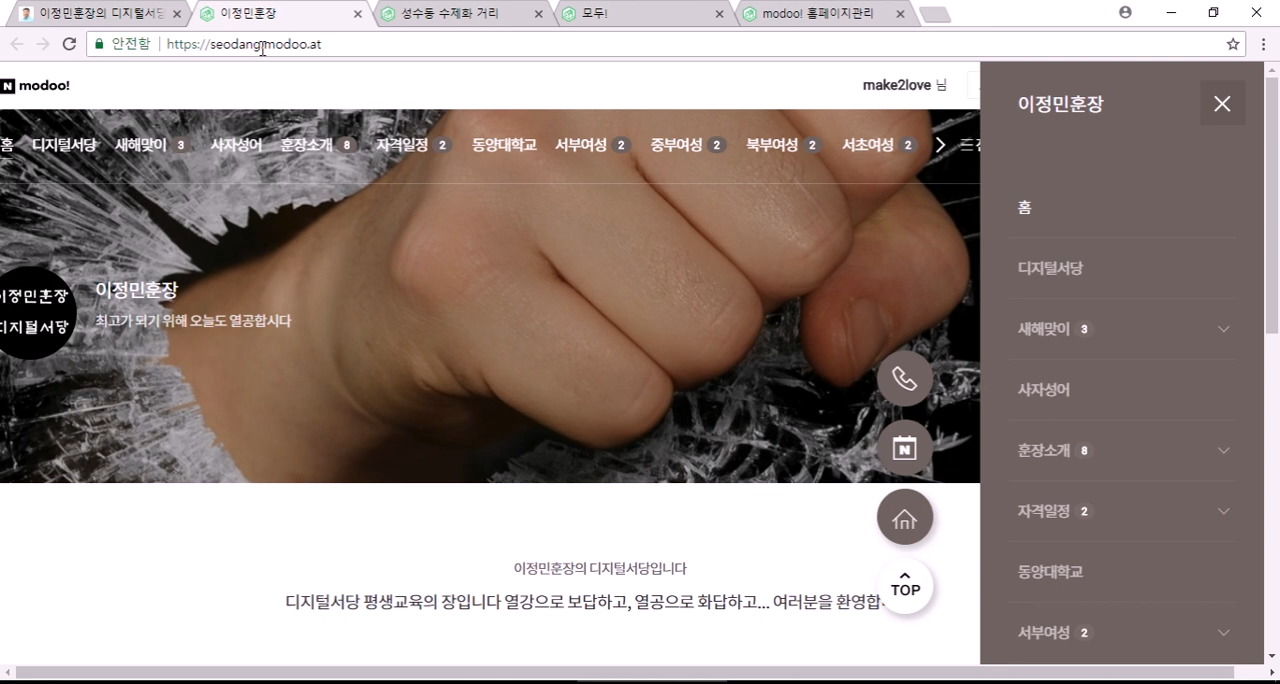 이정민훈장의 디지털서당
이정민훈장
성수동 수제화 거리
모두!
modoo! 홈페이지관리
안전함
https://seodang.modoo.at
N modoo!
make2love 님
홈 디지털서당 새해맞이 3 사자성어 훈장소개 8 자격일정 2 동양대학교 서부여성 2 중부여성 2 북부여성 2 서초여성 2
이정민훈장
디지털서당
이정민훈장
최고가 되기 위해 오늘도 열공합시다
N
TOP
이정민훈장의 디지털서당입니다
디지털서당 평생교육의 장입니다 열강으로 보답하고, 열공으로 화답하고... 여러분을 환영합
이정민훈장
홈
디지털서당
새해맞이 3
사자성어
훈장소개 8
자격일정 2
동양대학교
서부여성 2